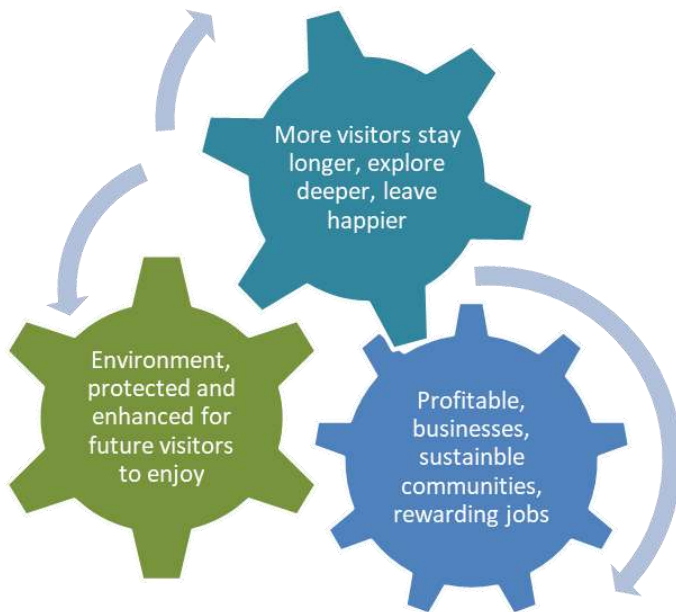 More visitors stay
longer, explore
deeper, leave
happier
Environment,
protected and
enhanced for
future visitors
to enjoy
Profitable,
businesses,
sustainble
communities,
rewarding jobs